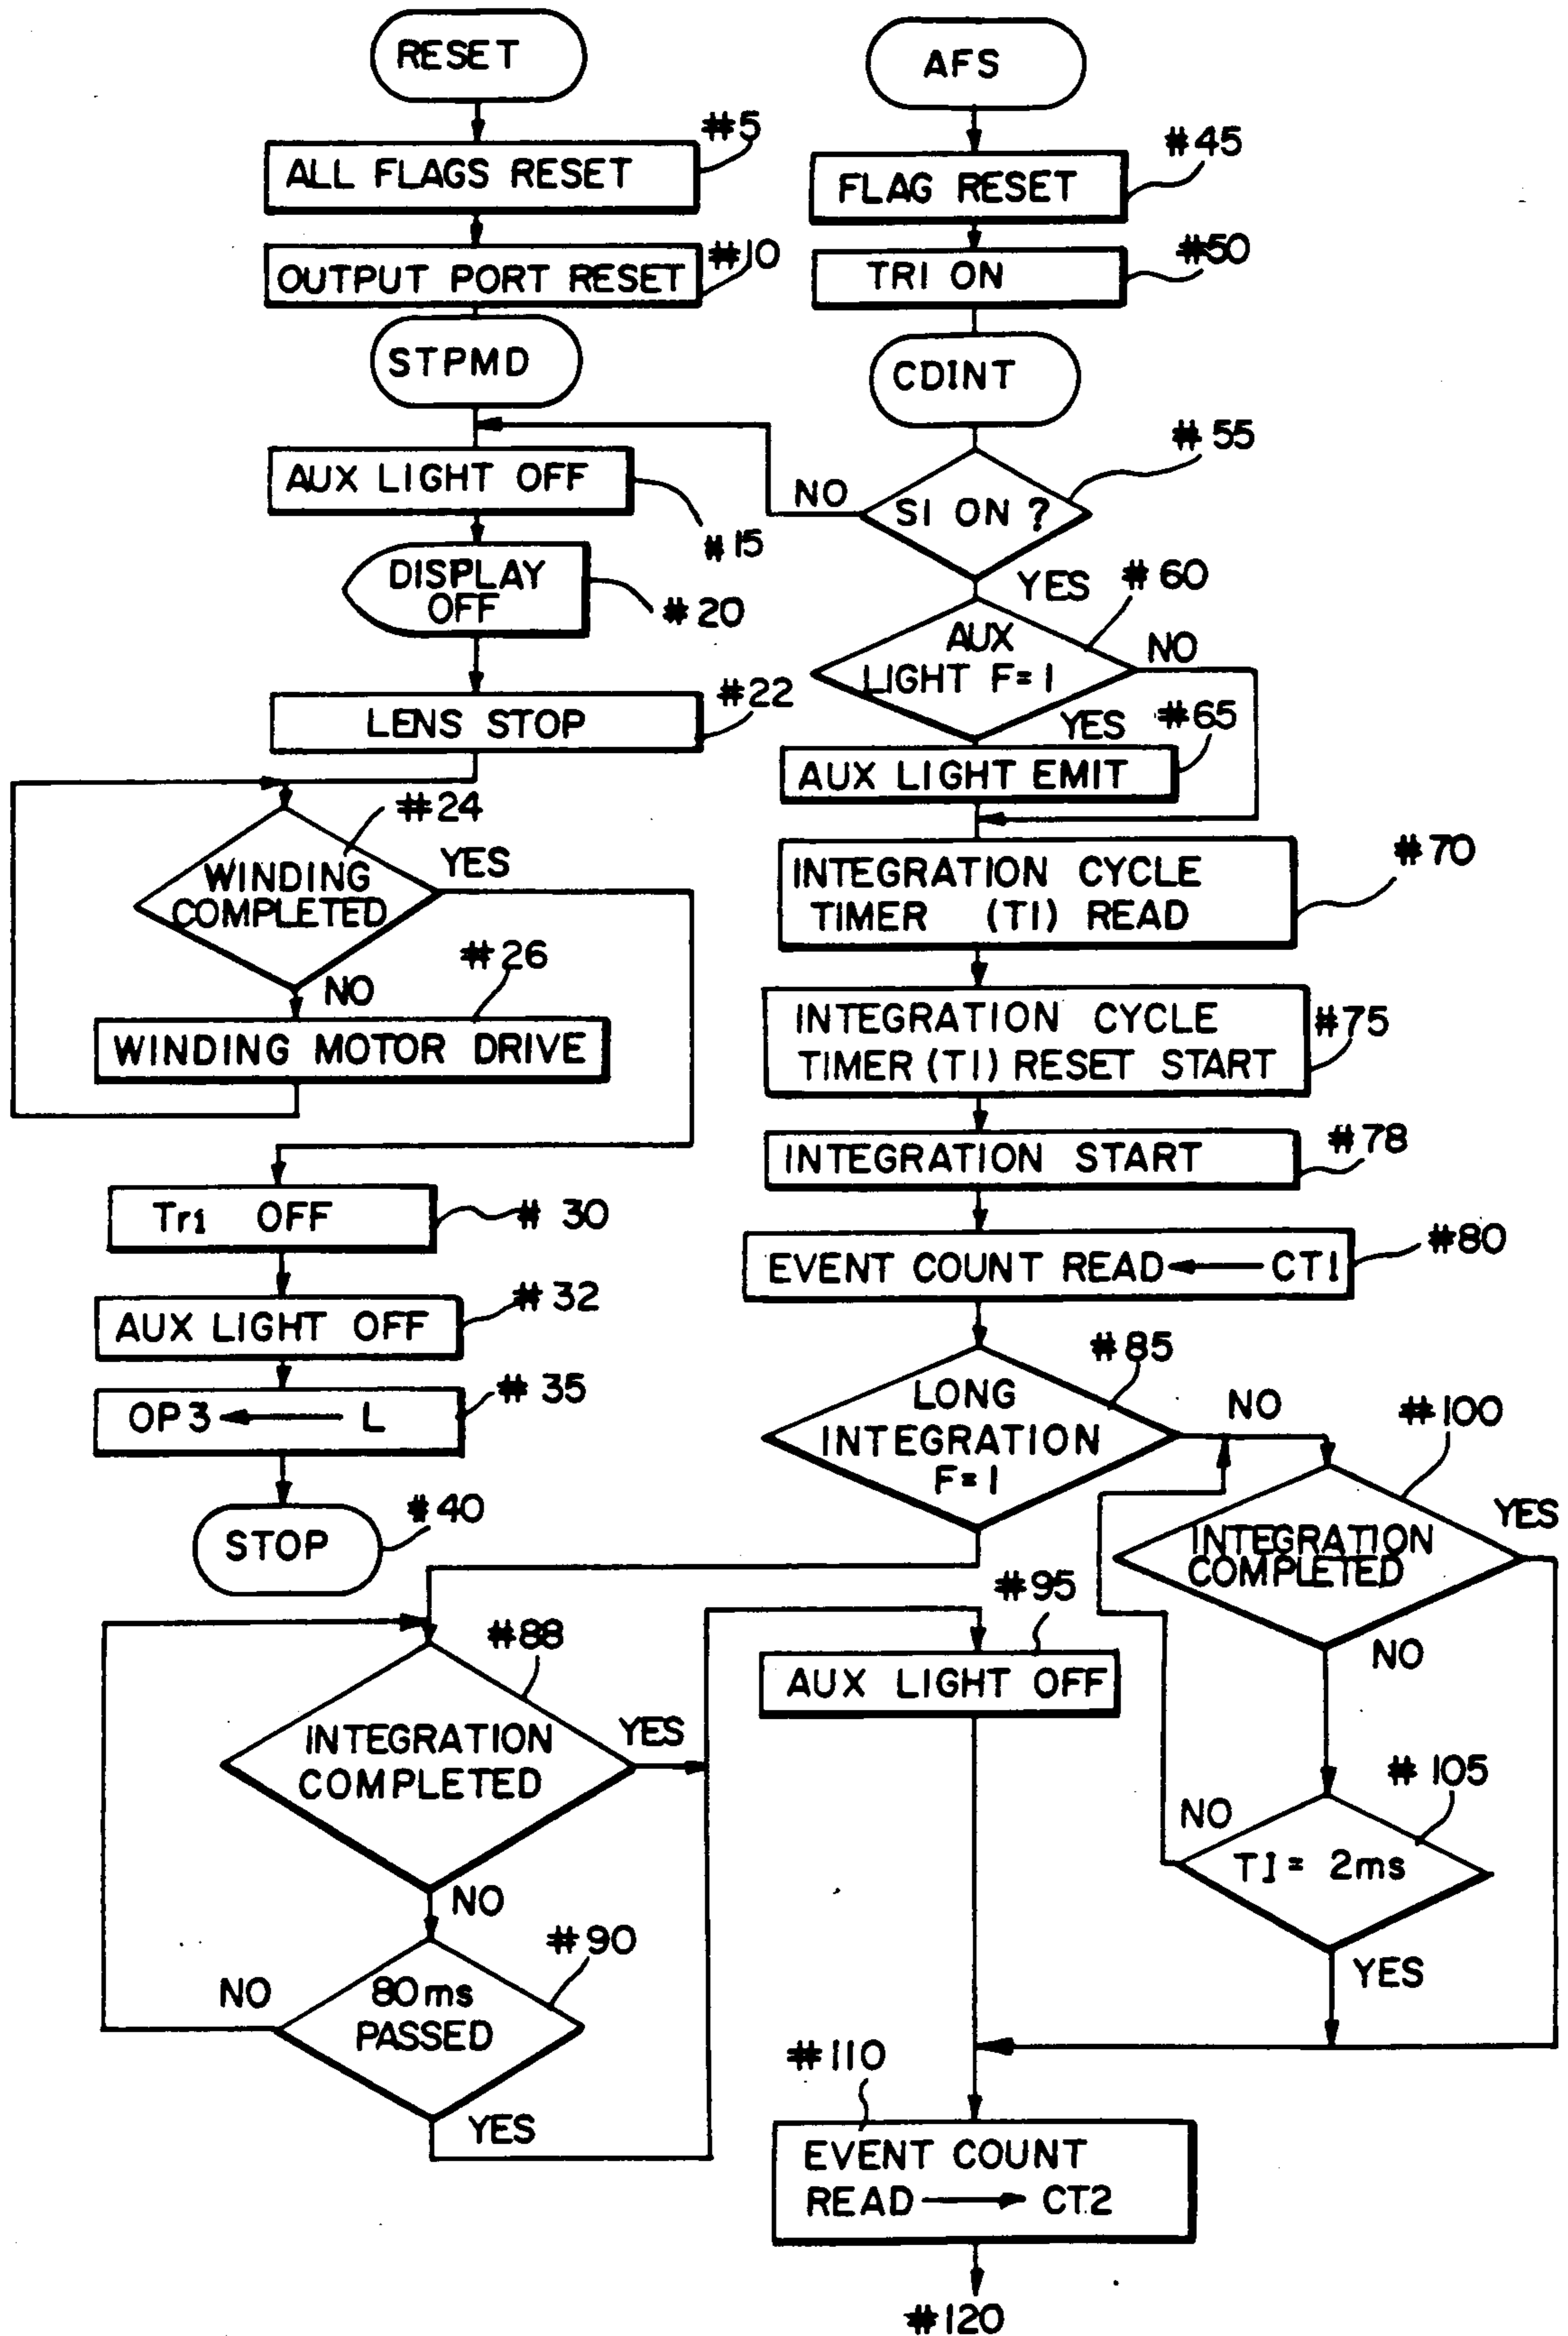 RESET
#5
ALL FLAGS RESET
#10
OUTPUT PORT RESET
STPMD
AUX LIGHT OFF
#15
DISPLAY
OFF
#20
LENS STOP
#22
#24
WINDING
COMPLETED
YES
NO
#26
WINDING MOTOR DRIVE
Tr1 OFF
#30
AUX LIGHT OFF
#32
OP3 ← L
#35
STOP
#40
AFS
FLAG RESET
#45
TR1 ON
#50
CDINT
#55
S1 ON ?
NO
YES
#60
AUX
LIGHT F=1
NO
YES
#65
AUX LIGHT EMIT
INTEGRATION CYCLE
TIMER (TI) READ
#70
INTEGRATION CYCLE
TIMER (TI) RESET START
#75
INTEGRATION START
#78
EVENT COUNT READ ← CT1
#80
#85
LONG
INTEGRATION
F=1
NO
#100
INTEGRATION
COMPLETED
YES
NO
#105
TI = 2ms
NO
YES
#88
INTEGRATION
COMPLETED
YES
NO
#90
80ms
PASSED
NO
YES
#95
AUX LIGHT OFF
#110
EVENT COUNT
READ → CT2
#120